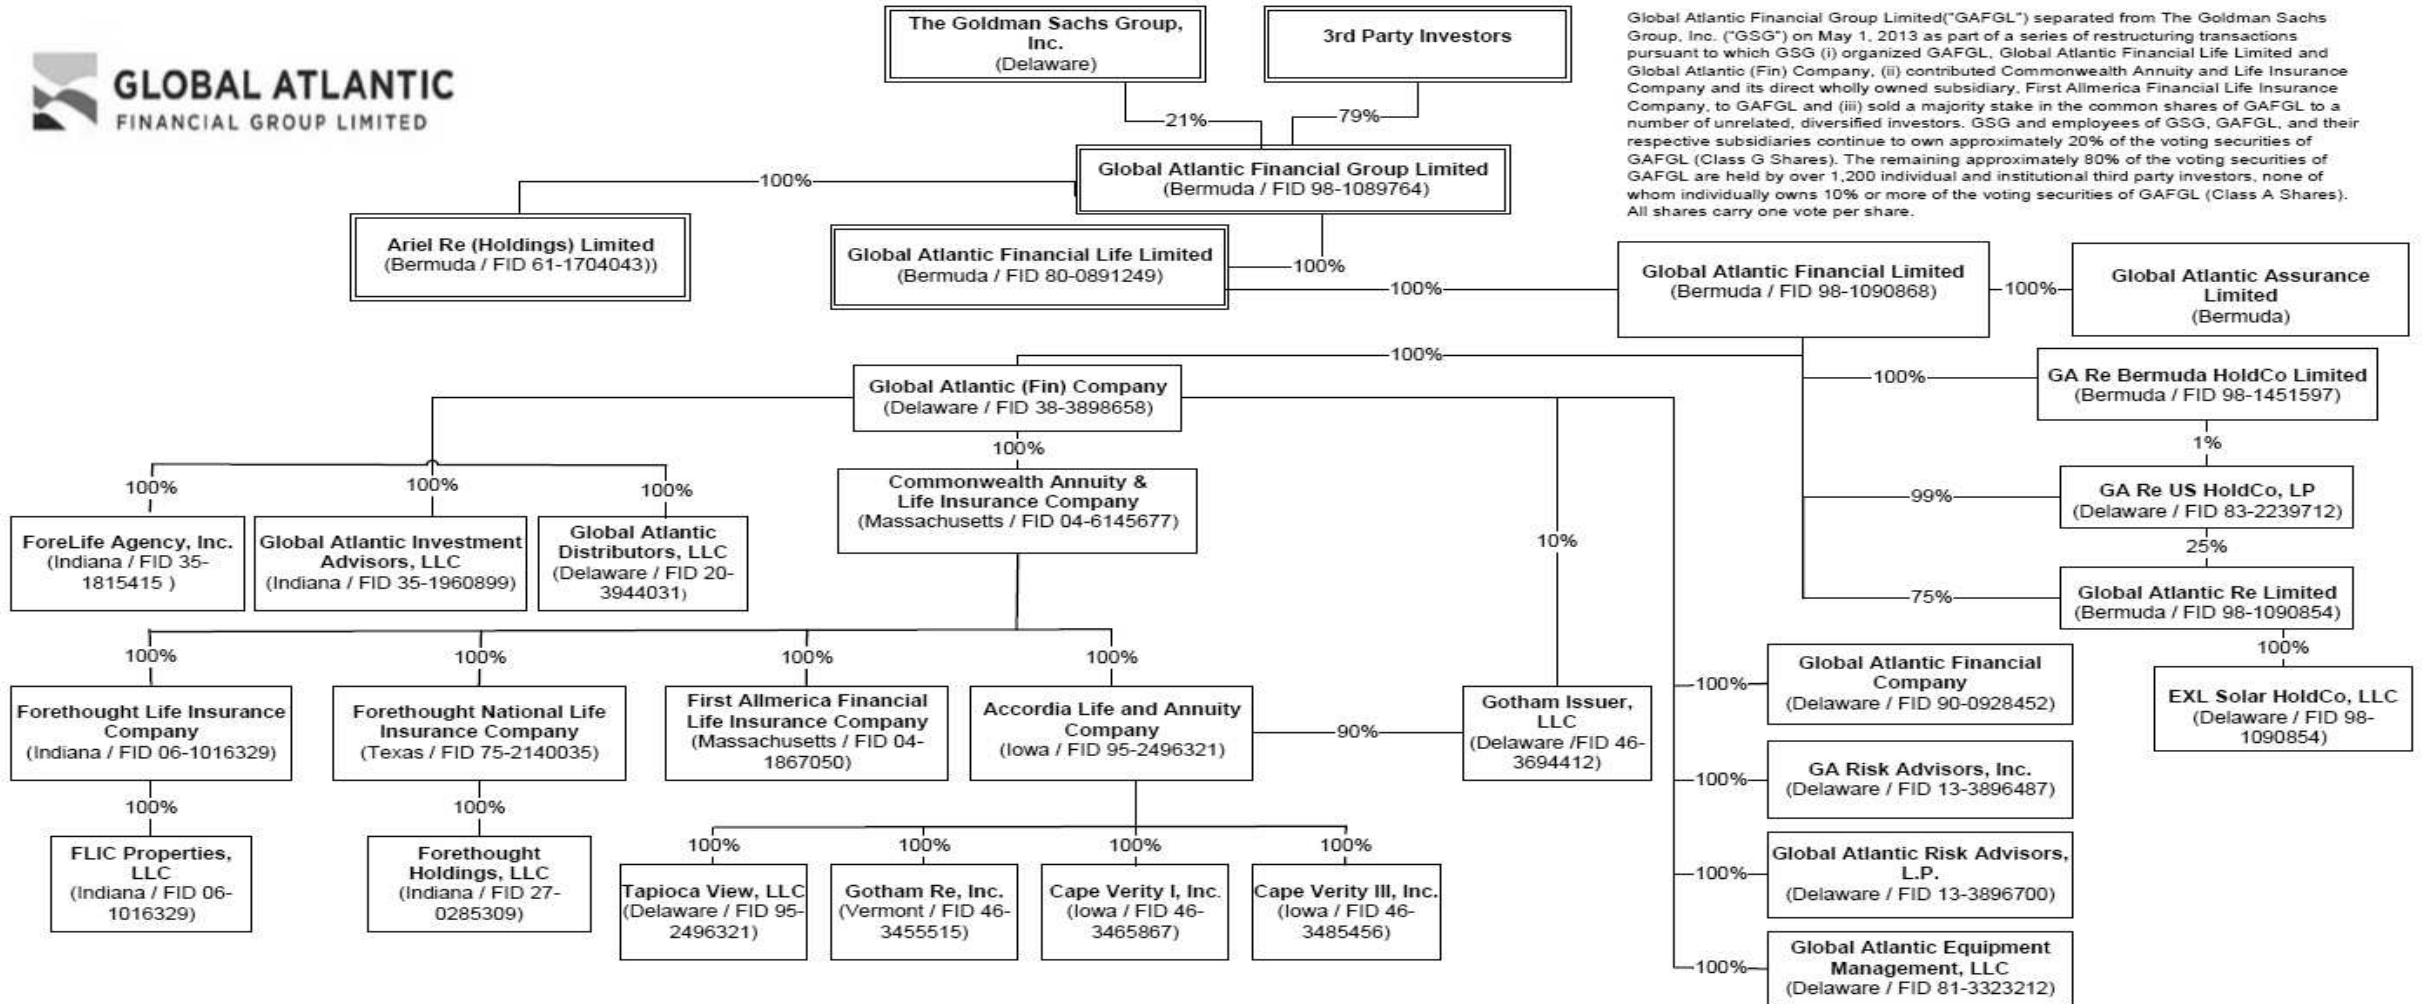 The Goldman Sachs Group,
Inc.
(Delaware)
3rd Party Investors
Global Atlantic Financial Group Limited("GAFGL") separated from The Goldman Sachs
Group, Inc. ("GSG") on May 1, 2013 as part of a series of restructuring transactions
pursuant to which GSG (i) organized GAFGL, Global Atlantic Financial Life Limited and
Global Atlantic (Fin) Company, (ii) contributed Commonwealth Annuity and Life Insurance
Company and its direct wholly owned subsidiary, First Allmerica Financial Life Insurance
Company, to GAFGL and (iii) sold a majority stake in the common shares of GAFGL to a
number of unrelated, diversified investors. GSG and employees of GSG, GAFGL, and their
respective subsidiaries continue to own approximately 20% of the voting securities of
GAFGL (Class G Shares). The remaining approximately 80% of the voting securities of
GAFGL are held by over 1,200 individual and institutional third party investors, none of
whom individually owns 10% or more of the voting securities of GAFGL (Class A Shares).
All shares carry one vote per share.
GLOBAL ATLANTIC
FINANCIAL GROUP LIMITED
21%
79%
Global Atlantic Financial Group Limited
(Bermuda / FID 98-1089764)
100%
Ariel Re (Holdings) Limited
(Bermuda / FID 61-1704043))
Global Atlantic Financial Life Limited
(Bermuda / FID 80-0891249)
100%
100%
Global Atlantic Financial Limited
(Bermuda / FID 98-1090868)
100%
Global Atlantic Assurance
Limited
(Bermuda)
100%
Global Atlantic (Fin) Company
(Delaware / FID 38-3898658)
100%
GA Re Bermuda HoldCo Limited
(Bermuda / FID 98-1451597)
1%
99%
GA Re US HoldCo, LP
(Delaware / FID 83-2239712)
25%
75%
Global Atlantic Re Limited
(Bermuda / FID 98-1090854)
100%
EXL Solar HoldCo, LLC
(Delaware / FID 98-
1090854)
100%
100%
100%
100%
Commonwealth Annuity &
Life Insurance Company
(Massachusetts / FID 04-6145677)
ForeLife Agency, Inc.
(Indiana / FID 35-
1815415 )
Global Atlantic Investment
Advisors, LLC
(Indiana / FID 35-1960899)
Global Atlantic
Distributors, LLC
(Delaware / FID 20-
3944031)
10%
100%
100%
100%
100%
Forethought Life Insurance
Company
(Indiana / FID 06-1016329)
Forethought National Life
Insurance Company
(Texas / FID 75-2140035)
First Allmerica Financial
Life Insurance Company
(Massachusetts / FID 04-
1867050)
Accordia Life and Annuity
Company
(Iowa / FID 95-2496321)
90%
Gotham Issuer,
LLC
(Delaware /FID 46-
3694412)
100%
Global Atlantic Financial
Company
(Delaware / FID 90-0928452)
100%
GA Risk Advisors, Inc.
(Delaware / FID 13-3896487)
100%
Global Atlantic Risk Advisors,
L.P.
(Delaware / FID 13-3896700)
100%
Global Atlantic Equipment
Management, LLC
(Delaware / FID 81-3323212)
100%
100%
FLIC Properties,
LLC
(Indiana / FID 06-
1016329)
Forethought
Holdings, LLC
(Indiana / FID 27-
0285309)
100%
100%
100%
100%
Tapioca View, LLC
(Delaware / FID 95-
2496321)
Gotham Re, Inc.
(Vermont / FID 46-
3455515)
Cape Verity I, Inc.
(Iowa / FID 46-
3465867)
Cape Verity III, Inc.
(Iowa / FID 46-
3485456)